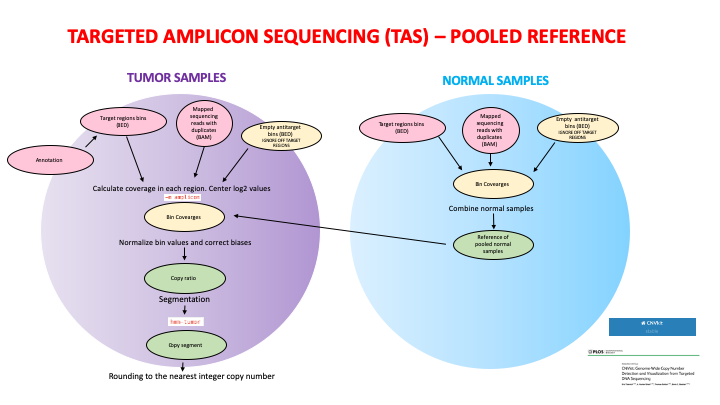 TARGETED AMPLICON SEQUENCING (TAS) – POOLED REFERENCE
TUMOR SAMPLES
Annotation
Target regions bins
(BED)
Mapped
sequencing
reads with
duplicates
(BAM)
Empty antitarget
bins (BED)
IGNORE OFF TARGET
REGIONS
Calculate coverage in each region. Center log2 values
-m amplicon
Bin Covearges
Normalize bin values and correct biases
Copy ratio
Segmentation
hmm-tumor
Copy segment
Rounding to the nearest integer copy number
NORMAL SAMPLES
Target regions bins
(BED)
Mapped
sequencing
reads with
duplicates
(BAM)
Empty antitarget
bins (BED)
IGNORE OFF TARGET
REGIONS
Bin Covearges
Combine normal samples
Reference of
pooled normal
samples
CNVkit
PLOS
CNVkit: Genome-Wide Copy Number
Detection and Visualization from Targeted
DNA Sequencing